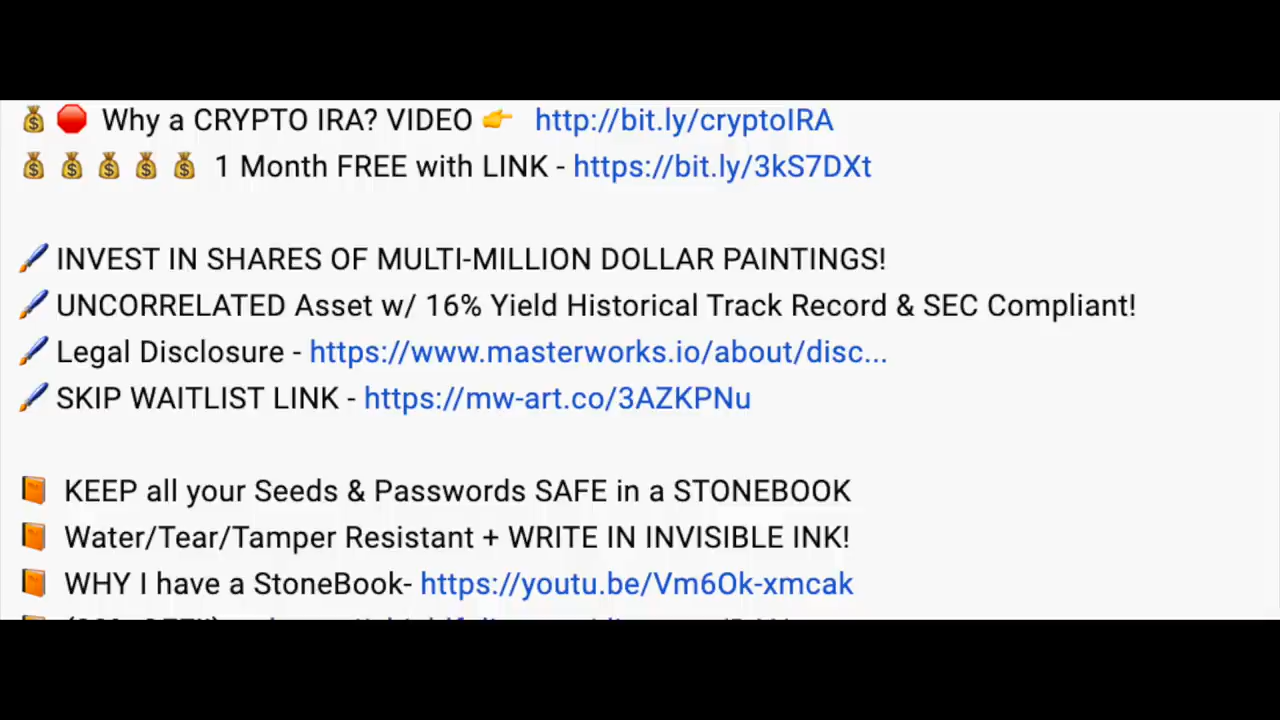 💰 🛑 Why a CRYPTO IRA? VIDEO 👉 http://bit.ly/cryptoIRA
💰 💰 💰 💰 💰 1 Month FREE with LINK - https://bit.ly/3kS7DXt
🖌️ INVEST IN SHARES OF MULTI-MILLION DOLLAR PAINTINGS!
🖌️ UNCORRELATED Asset w/ 16% Yield Historical Track Record & SEC Compliant!
🖌️ Legal Disclosure - https://www.masterworks.io/about/disc...
🖌️ SKIP WAITLIST LINK - https://mw-art.co/3AZKPNu
📙 KEEP all your Seeds & Passwords SAFE in a STONEBOOK
📙 Water/Tear/Tamper Resistant + WRITE IN INVISIBLE INK!
📙 WHY I have a StoneBook- https://youtu.be/Vm6Ok-xmcak